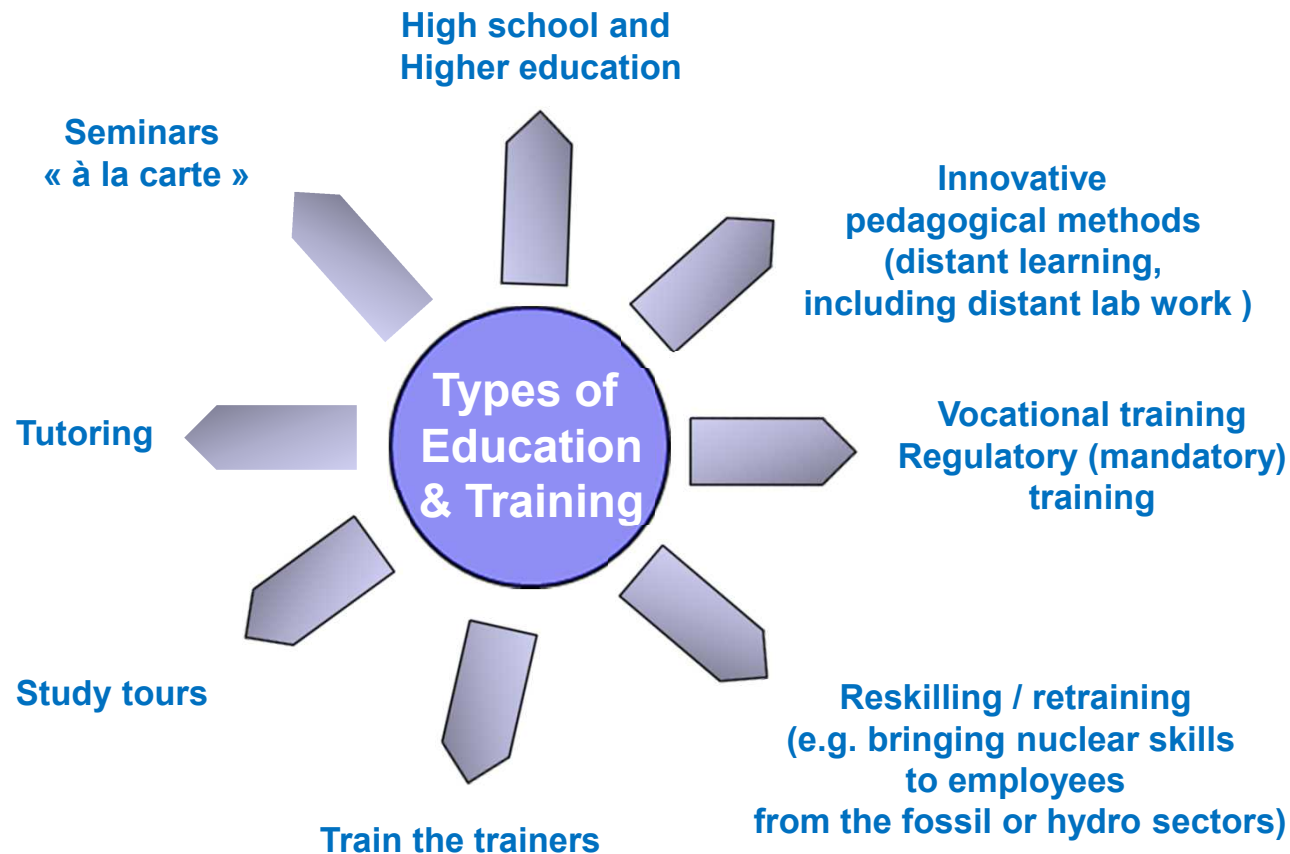 High school and
Higher education
Seminars
« à la carte »
Innovative
pedagogical methods
(distant learning,
including distant lab work )
Types of
Education
& Training
Tutoring
Vocational training
Regulatory (mandatory)
training
Study tours
Reskilling / retraining
(e.g. bringing nuclear skills
to employees
from the fossil or hydro sectors)
Train the trainers